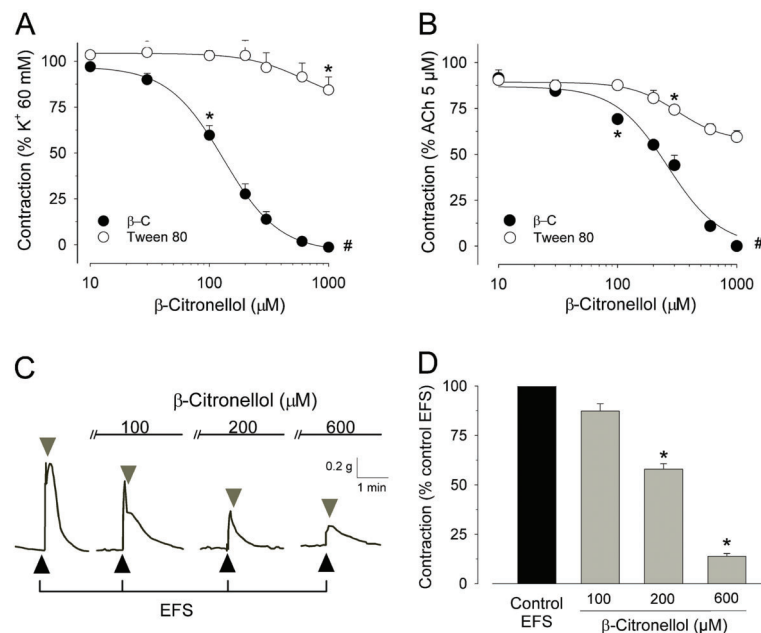 A
Contraction (% K⁺ 60 mM)
100
75
50
25
0
*
*
β–C
Tween 80
#
10
100
1000
β-Citronellol (µM)
B
Contraction (% ACh 5 µM)
100
75
50
25
0
*
*
β–C
Tween 80
#
10
100
1000
β-Citronellol (µM)
C
β-Citronellol (µM)
100
200
600
0.2 g
1 min
EFS
D
Contraction (% control EFS)
100
75
50
25
0
*
*
Control
EFS
100
200
600
β-Citronellol (µM)